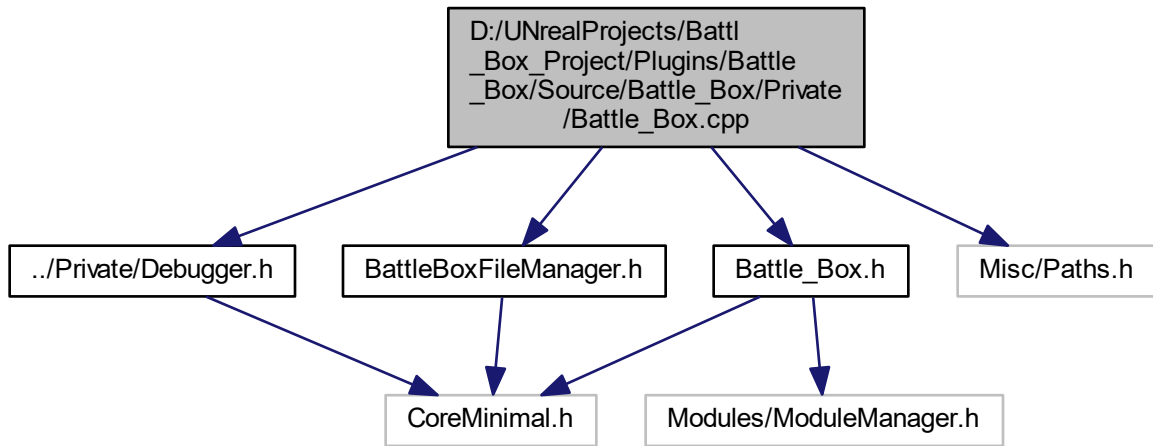 D:/UNrealProjects/Battl
_Box_Project/Plugins/Battle
_Box/Source/Battle_Box/Private
/Battle_Box.cpp
../Private/Debugger.h
BattleBoxFileManager.h
Battle_Box.h
Misc/Paths.h
CoreMinimal.h
Modules/ModuleManager.h